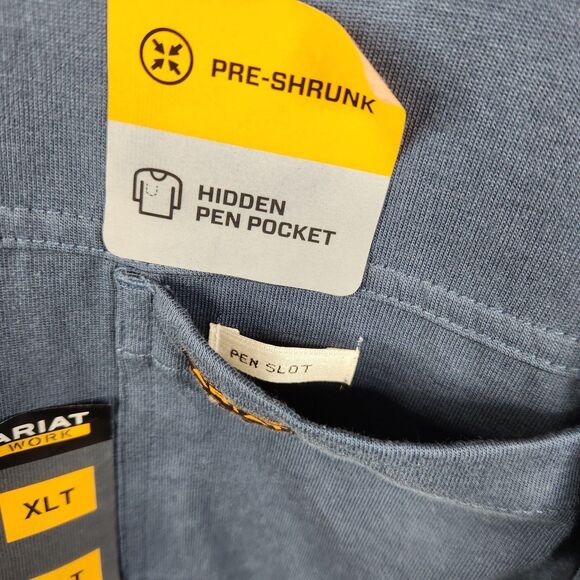 PRE-SHRUNK
HIDDEN
PEN POCKET
PEN SLOT
ARIAT
WORK
XLT